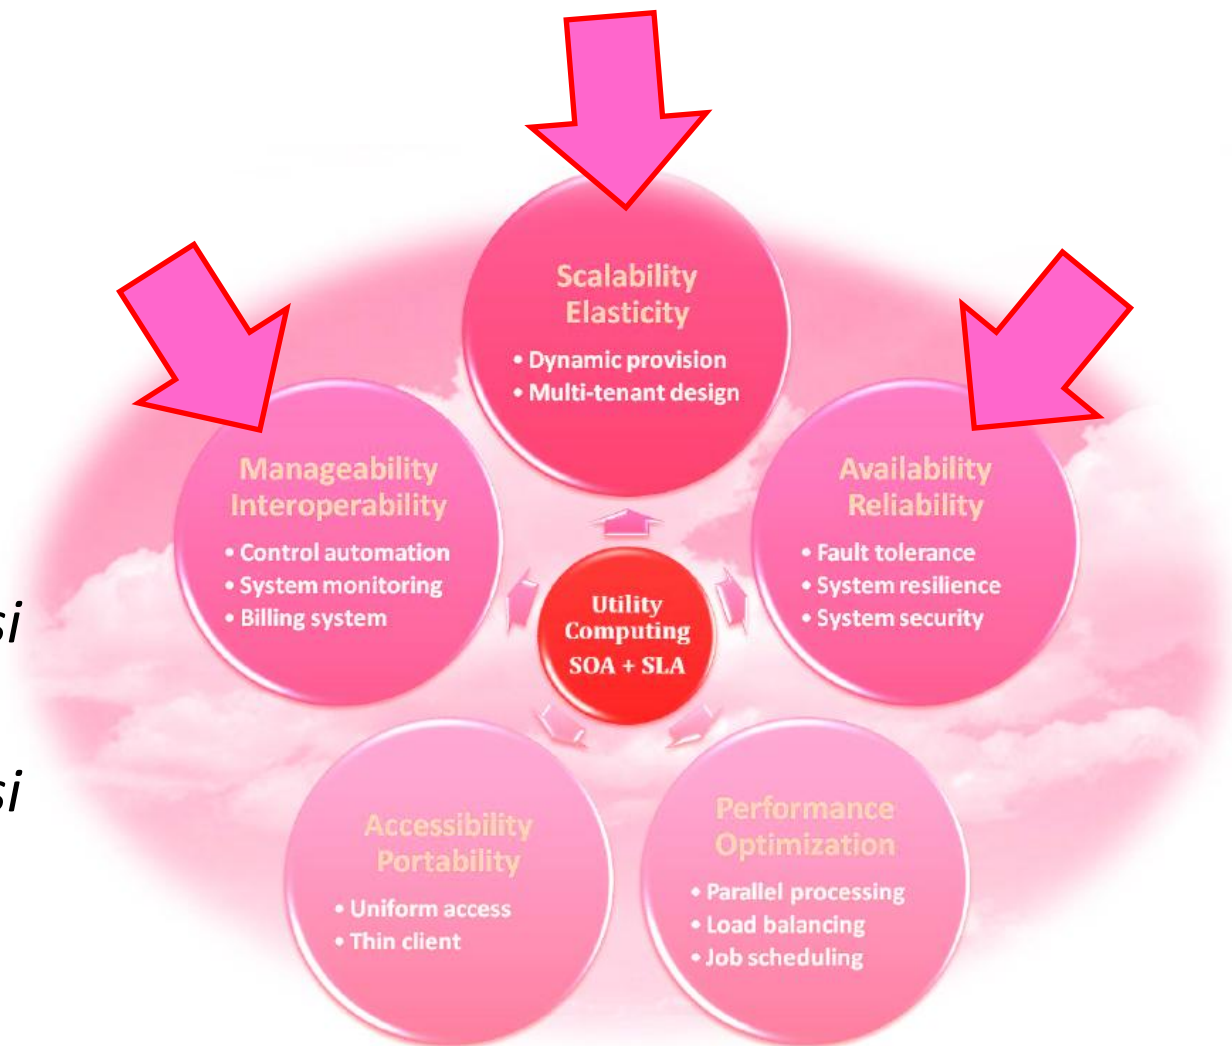 Scalability
Elasticity
• Dynamic provision
• Multi-tenant design
Manageability
Interoperability
• Control automation
• System monitoring
• Billing system
Availability
Reliability
• Fault tolerance
• System resilience
• System security
Utility
Computing
SOA + SLA
si
si
Accessibility
Portability
• Uniform access
• Thin client
Performance
Optimization
• Parallel processing
• Load balancing
• Job scheduling